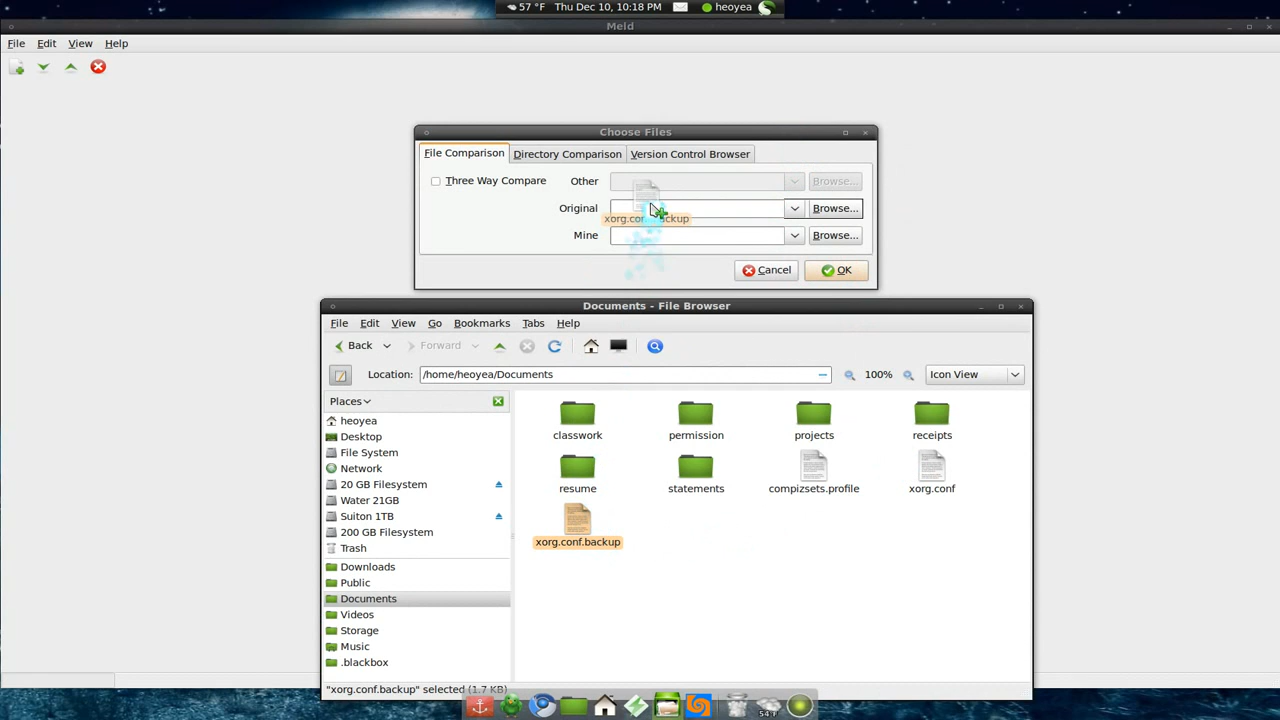 57 °F Thu Dec 10, 10:18 PM heoyea
Meld
File Edit View Help
Choose Files
File Comparison Directory Comparison Version Control Browser
Three Way Compare Other Browse...
Original Browse...
xorg.conf.backup
Mine Browse...
Cancel OK
Documents - File Browser
File Edit View Go Bookmarks Tabs Help
Back Forward
Location: /home/heoyea/Documents 100% Icon View
Places
heoyea
Desktop
File System
Network
20 GB Filesystem
Water 21GB
Suiton 1TB
200 GB Filesystem
Trash
Downloads
Public
Documents
Videos
Storage
Music
.blackbox
classwork permission projects receipts
resume statements compizsets.profile xorg.conf
xorg.conf.backup
"xorg.conf.backup" selected (1.7 KB)
54 F